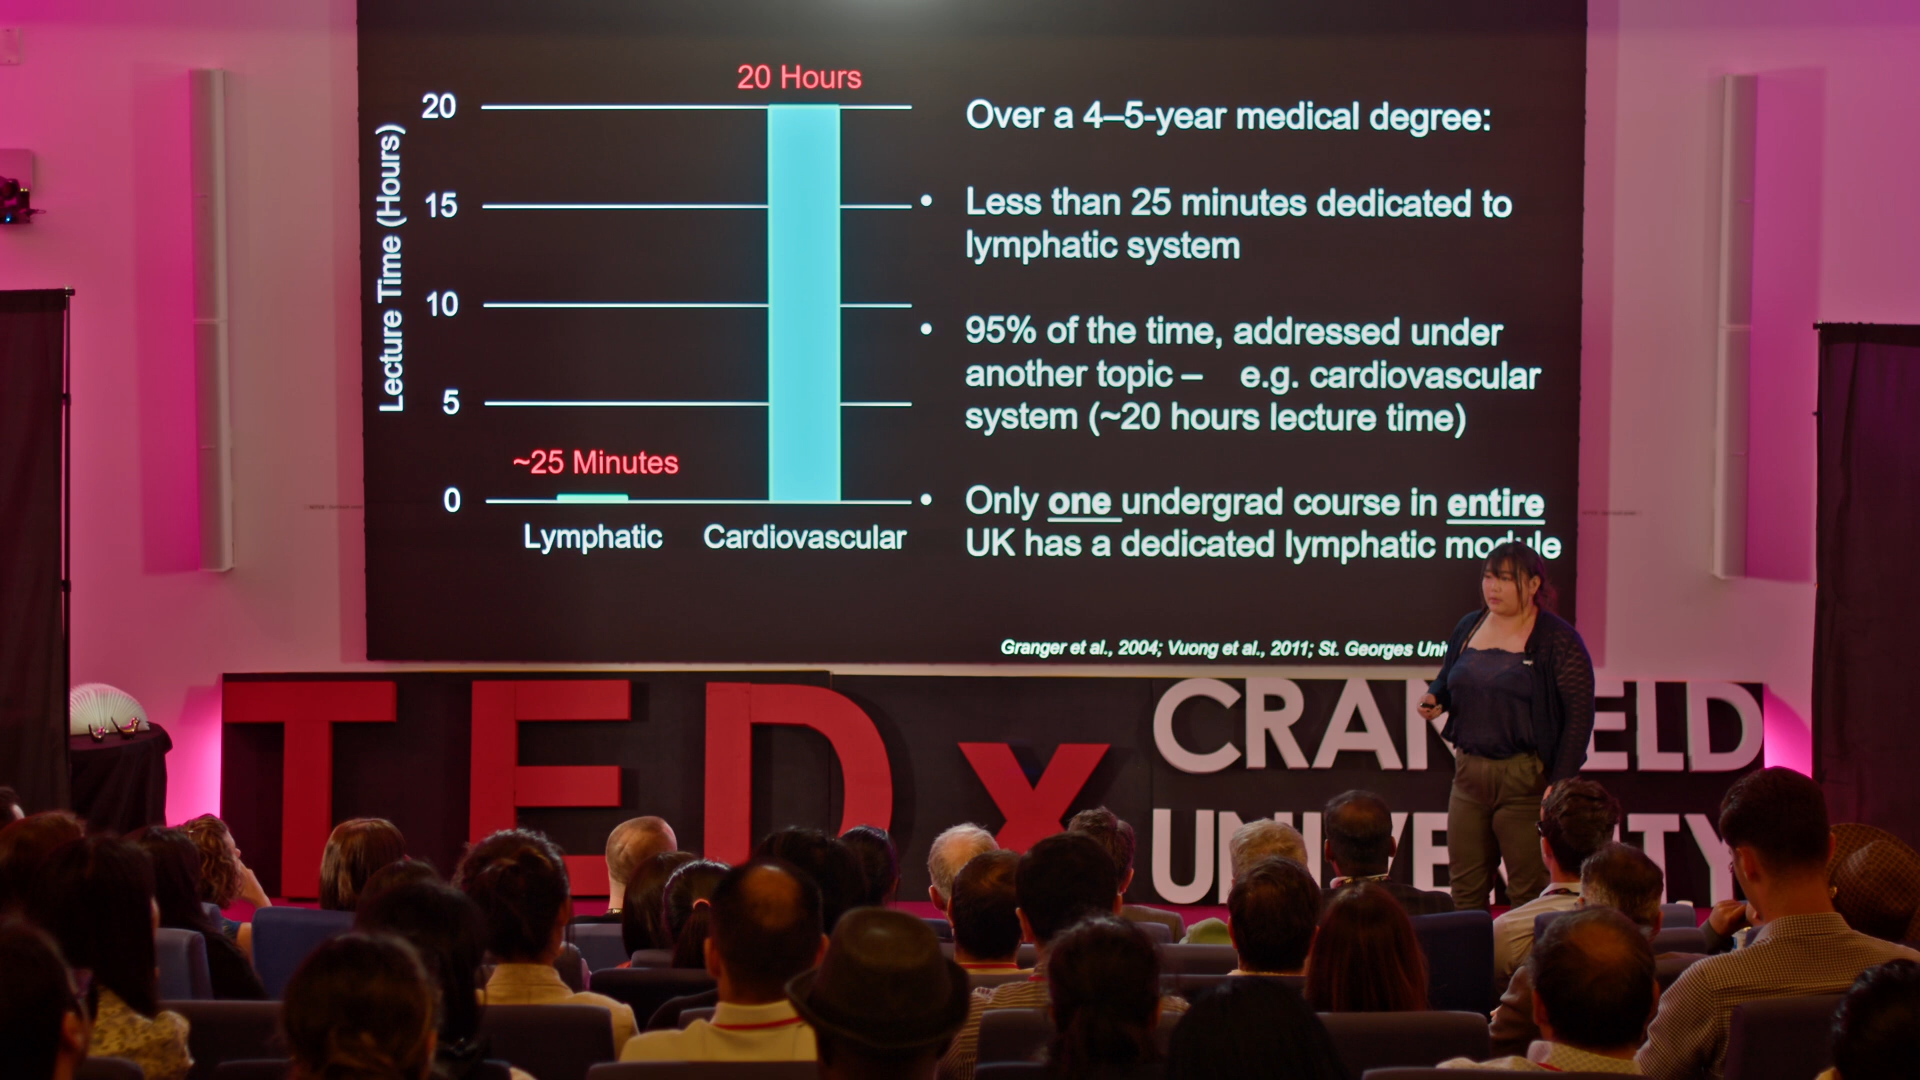 20 Hours
20
15
10
5
0
Lecture Time (Hours)
~25 Minutes
Lymphatic
Cardiovascular
Over a 4–5-year medical degree:
• Less than 25 minutes dedicated to
lymphatic system
• 95% of the time, addressed under
another topic – e.g. cardiovascular
system (~20 hours lecture time)
• Only one undergrad course in entire
UK has a dedicated lymphatic module
Granger et al., 2004; Vuong et al., 2011; St. Georges
TEDx